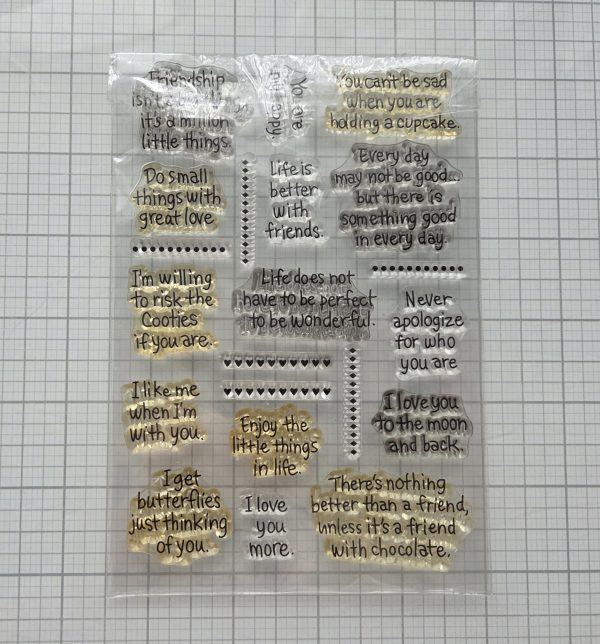 Friendship
isn't
it's a million
little things.
You are
my
You can't be sad
when you are
holding a cupcake.
Do small
things with
great love
Life is
better
with
friends.
Every day
may not be good...
but there is
something good
in every day.
I'm willing
to risk the
Cooties
if you are.
Life does not
have to be perfect
to be wonderful.
Never
apologize
for who
you are
I like me
when I'm
with you.
Enjoy the
little things
in life.
I love you
to the moon
and back.
I get
butterflies
just thinking
of you.
I love
you
more.
There's nothing
better than a friend,
unless it's a friend
with chocolate.